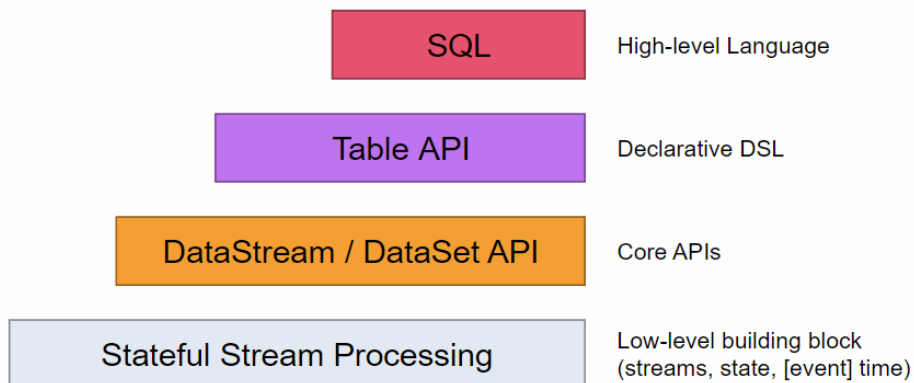 SQL
High-level Language
Table API
Declarative DSL
DataStream / DataSet API
Core APIs
Stateful Stream Processing
Low-level building block
(streams, state, [event] time)